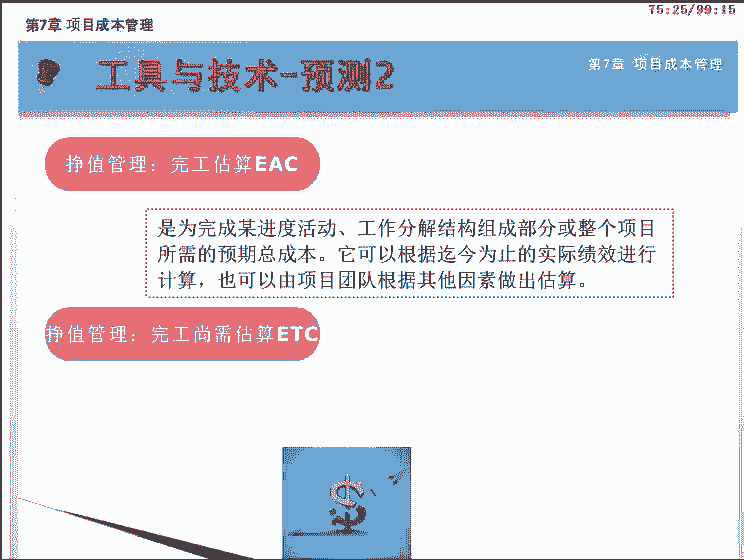 75:25/99:15
第7章 项目成本管理
工具与技术-预测2
第7章 项目成本管理
挣值管理：完工估算EAC
是为完成某进度活动、工作分解结构组成部分或整个项目
所需的预期总成本。它可以根据迄今为止的实际绩效进行
计算，也可以由项目团队根据其他因素做出估算。
挣值管理：完工尚需估算ETC
$